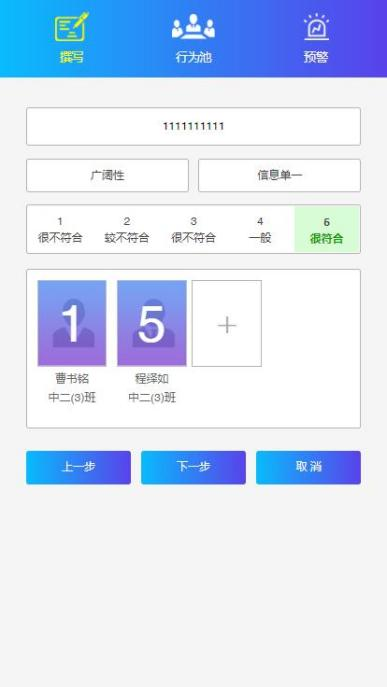 撰写
行为池
预警
1111111111
广阔性
信息单一
1
2
3
4
5
很不符合
较不符合
很不符合
一般
很符合
1
5
曹书铭
程绎如
中二(3)班
中二(3)班
上一步
下一步
取 消